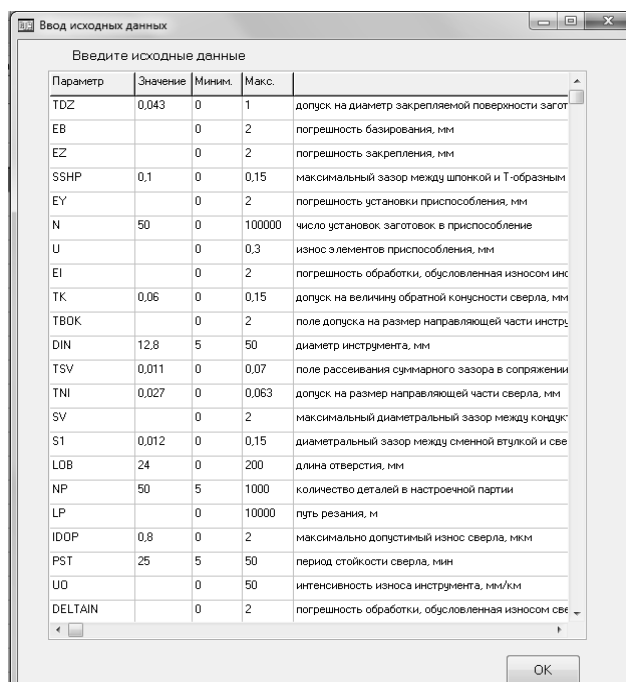 Ввод исходных данных
Введите исходные данные
Параметр Значение Миним. Макс.
TDZ 0,043 0 1 допуск на диаметр закрепляемой поверхности загот
EB 0 2 погрешность базирования, мм
EZ 0 2 погрешность закрепления, мм
SSHP 0,1 0 0,15 максимальный зазор между шпонкой и Т-образным
EY 0 2 погрешность установки приспособления, мм
N 50 0 100000 число установок заготовок в приспособление
U 0 0,3 износ элементов приспособления, мм
EI 0 2 погрешность обработки, обусловленная износом инс
TK 0,06 0 0,15 допуск на величину обратной конусности сверла, мм
TBOK 0 2 поле допуска на размер направляющей части инстру
DIN 12,8 5 50 диаметр инструмента, мм
TSV 0,011 0 0,07 поле рассеивания суммарного зазора в сопряжении
TNI 0,027 0 0,063 допуск на размер направляющей части сверла, мм
SV 0 2 максимальный диаметральный зазор между кондук
S1 0,012 0 0,15 диаметральный зазор между сменной втулкой и све
LOB 24 0 200 длина отверстия, мм
NP 50 5 1000 количество деталей в настроечной партии
LP 0 10000 путь резания, м
IDOP 0,8 0 2 максимально допустимый износ сверла, мкм
PST 25 5 50 период стойкости сверла, мин
UO 0 50 интенсивность износа инструмента, мм/км
DELTAIN 0 2 погрешность обработки, обусловленная износом све
OK